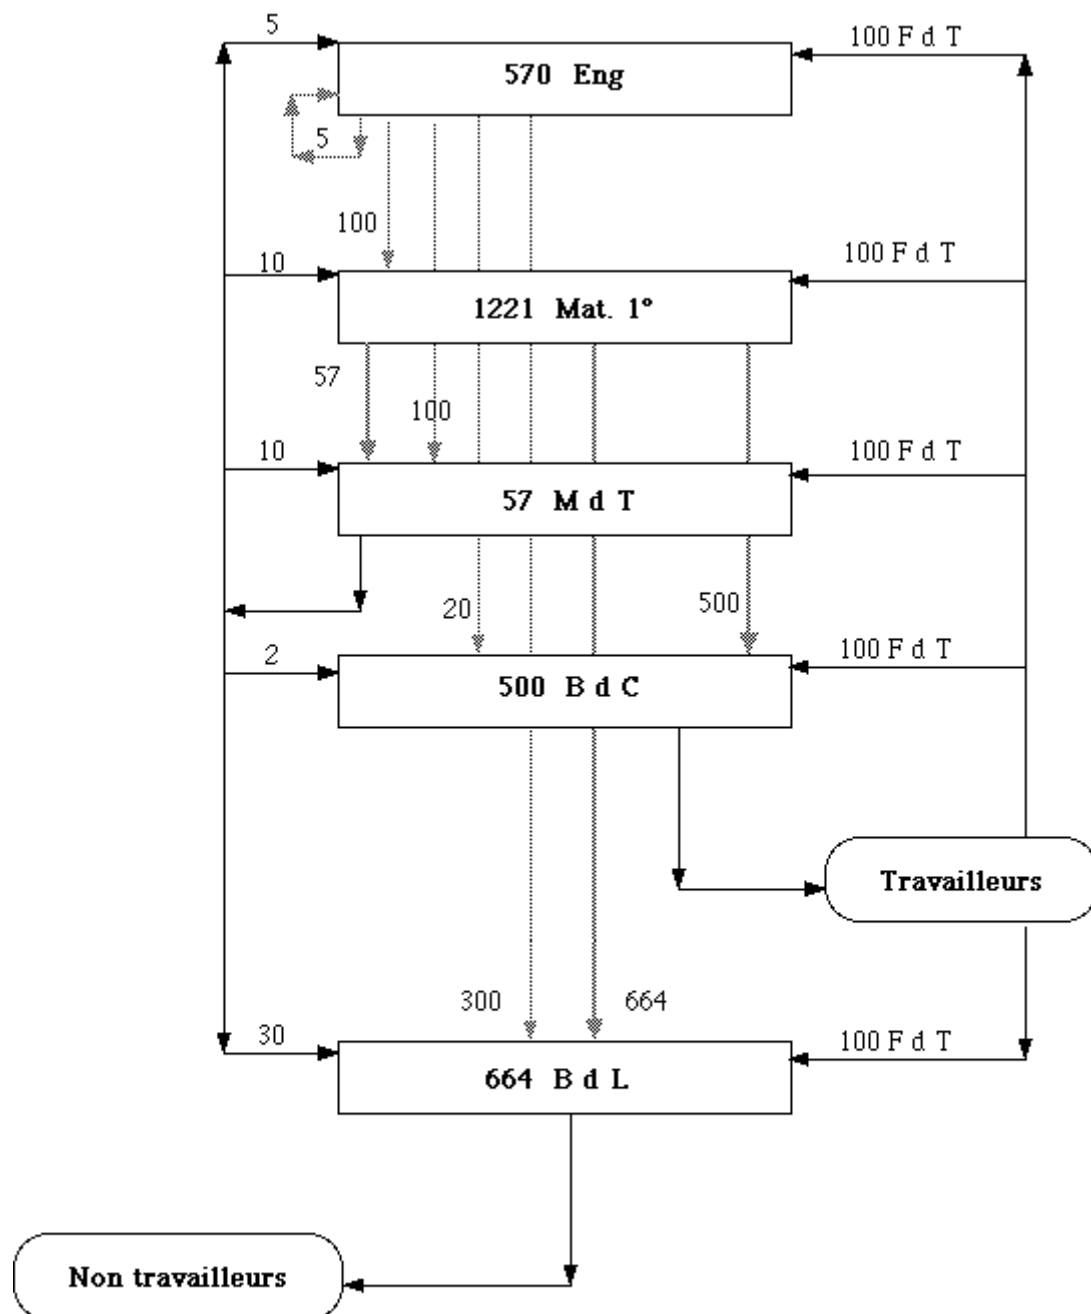 5
100 F d T
570 Eng
5
100
10
100 F d T
1221 Mat. 1°
57
100
10
100 F d T
57 M d T
20
500
2
100 F d T
500 B d C
Travailleurs
300
664
30
100 F d T
664 B d L
Non travailleurs